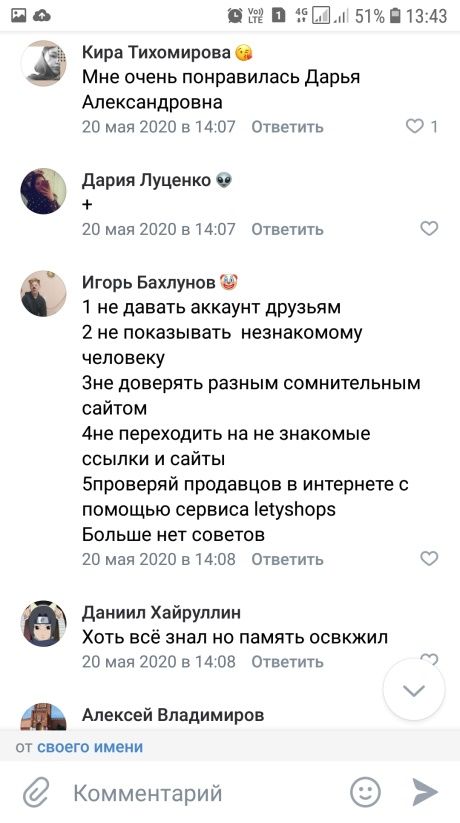 Vo))
LTE
1
4G
51%
13:43
Кира Тихомирова 😘
Мне очень понравилась Дарья
Александровна
20 мая 2020 в 14:07 Ответить
1
Дария Луценко 👽
+
20 мая 2020 в 14:07 Ответить
Игорь Бахлунов 🤡
1 не давать аккаунт друзьям
2 не показывать незнакомому
человеку
3не доверять разным сомнительным
сайтом
4не переходить на не знакомые
ссылки и сайты
5проверяй продавцов в интернете с
помощью сервиса letyshops
Больше нет советов
20 мая 2020 в 14:08 Ответить
Даниил Хайруллин
Хоть всё знал но память освкжил
20 мая 2020 в 14:08 Ответить
Алексей Владимиров
от своего имени
Комментарий